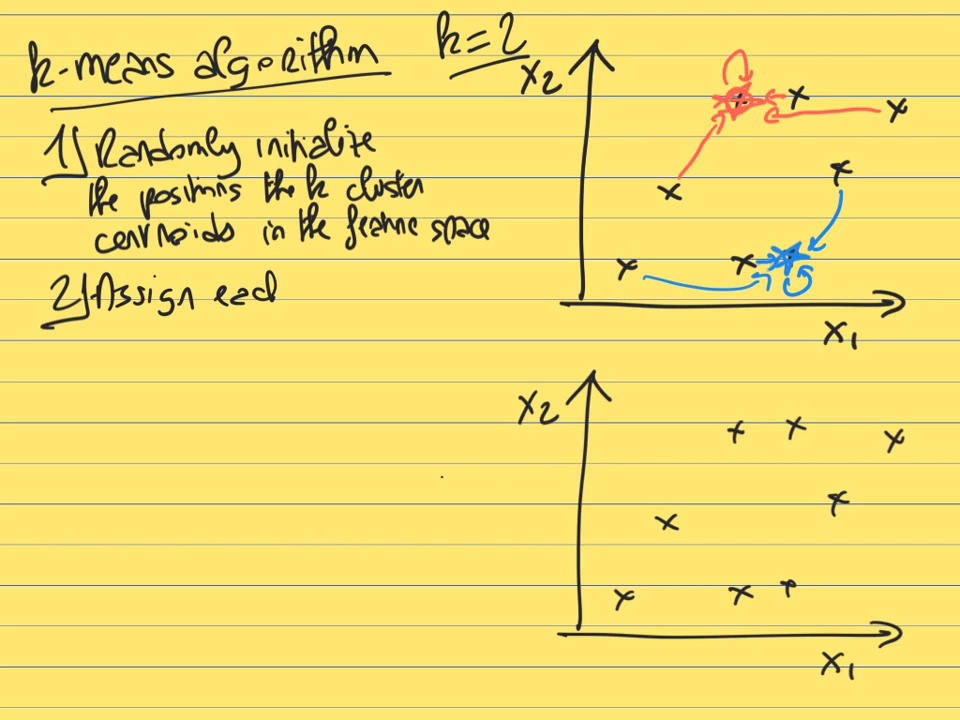 k-means algorithm k=2
1) Randomly initialize
the positions the k cluster
centroids in the feature space
2) Assign each
X2
X1
X2
X1